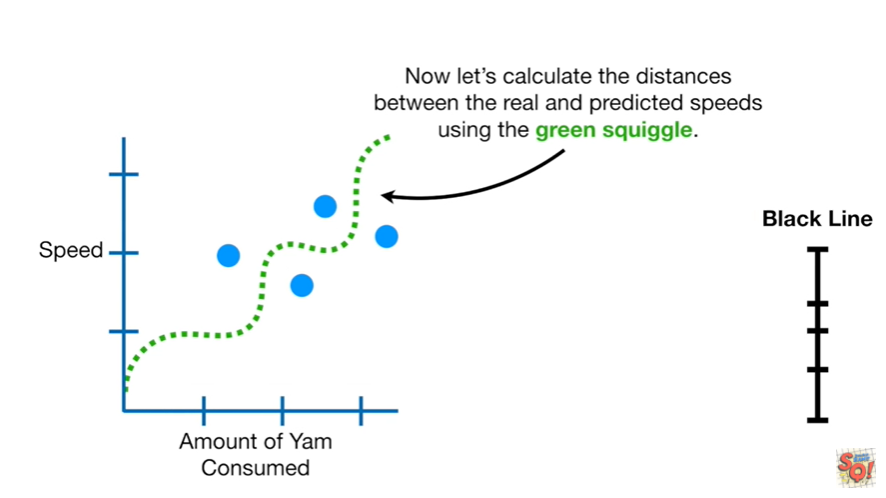 Now let's calculate the distances
between the real and predicted speeds
using the green squiggle.
Black Line
Speed
Amount of Yam
Consumed
SO!